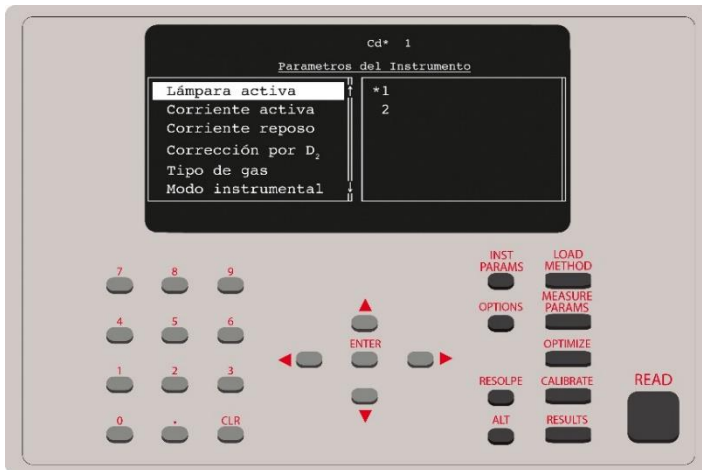 Cd* 1
Parametros del Instrumento
Lámpara activa ↑ *1
Corriente activa 2
Corriente reposo
Corrección por D₂
Tipo de gas
Modo instrumental ↓
INST PARAMS
LOAD METHOD
7 8 9
OPTIONS
MEASURE PARAMS
4 5 6
ENTER
OPTIMIZE
1 2 3
RESOLPE
CALIBRATE
READ
0 . CLR
ALT
RESULTS